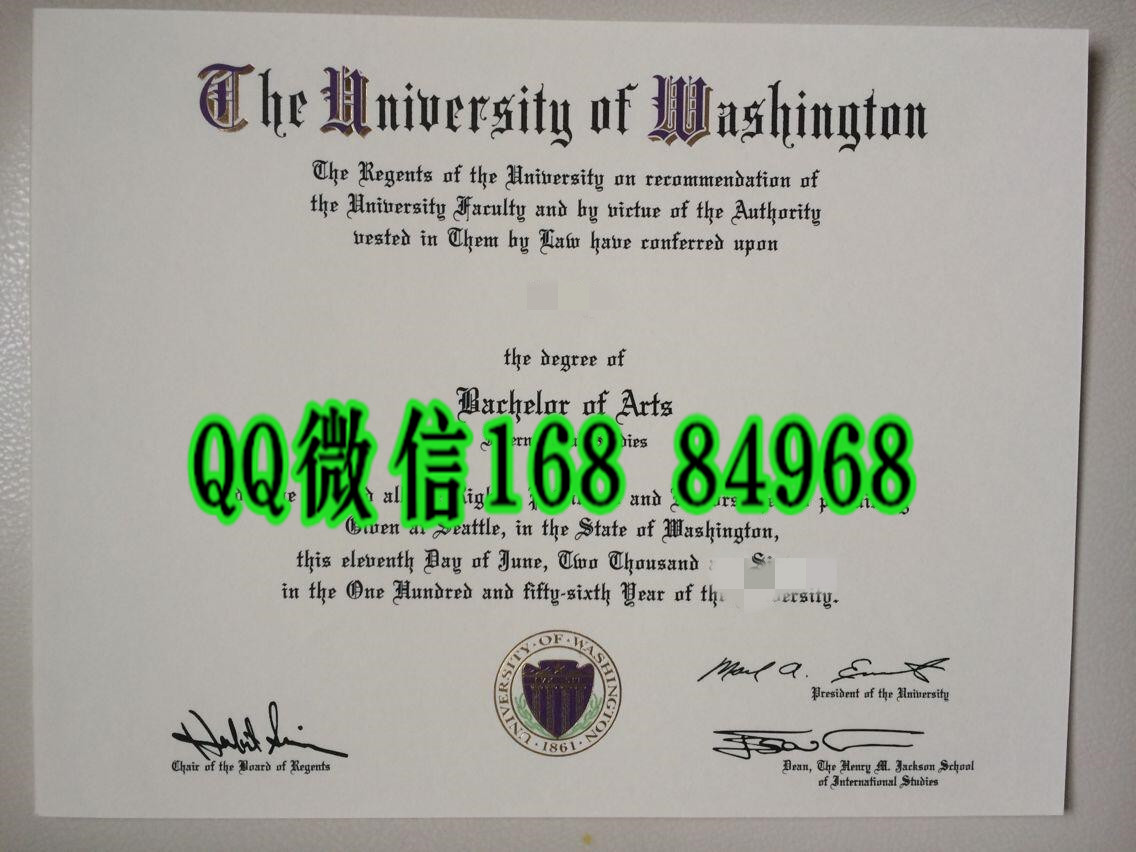 The University of Washington
The Regents of the University on recommendation of
the University Faculty and by virtue of the Authority
vested in Them by Law have conferred upon
the degree of
Bachelor of Arts
QQ微信168 84968
and
Given at Seattle, in the State of Washington,
this eleventh Day of June, Two Thousand
in the One Hundred and fifty-sixth Year of
UNIVERSITY·OF·WASHINGTON
·1861·
President of the University
Chair of the Board of Regents
Dean, The Henry M. Jackson School
of International Studies